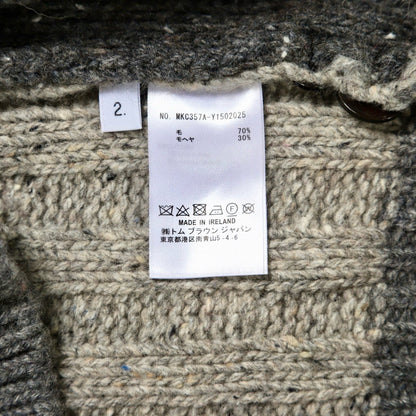 2.
NO. MKC357A-Y1502025
毛 70%
モヘヤ 30%
MADE IN IRELAND
㈱トム ブラウン ジャパン
東京都港区南青山5-4-6